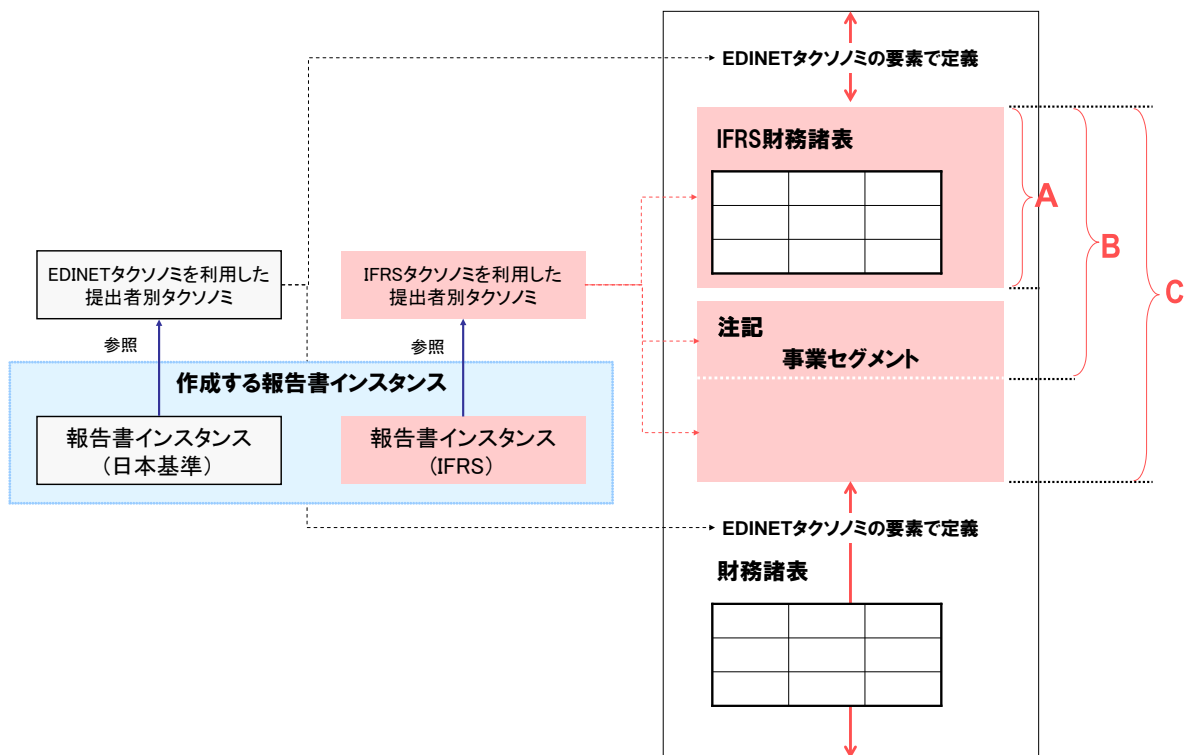 EDINETタクソノミの要素で定義
IFRS財務諸表
A
B
C
EDINETタクソノミを利用した
提出者別タクソノミ
IFRSタクソノミを利用した
提出者別タクソノミ
参照
参照
注記
事業セグメント
作成する報告書インスタンス
報告書インスタンス
（日本基準）
報告書インスタンス
(IFRS)
EDINETタクソノミの要素で定義
財務諸表